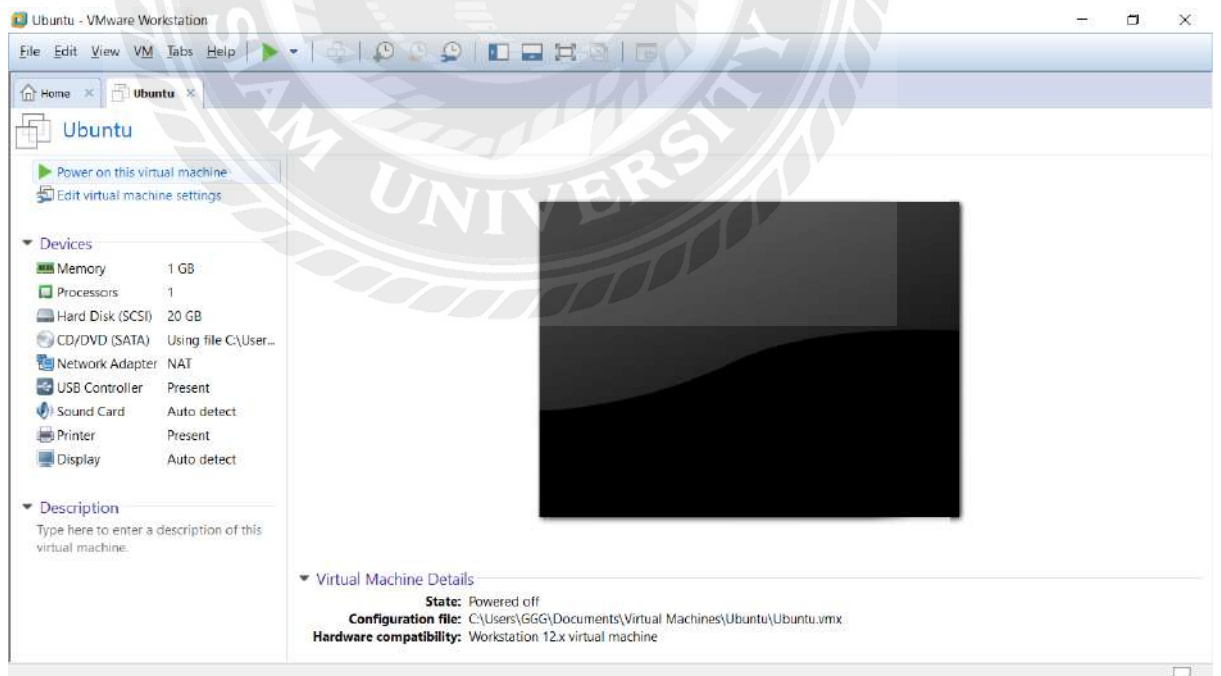 Ubuntu - VMware Workstation
File Edit View VM Tabs Help
Home Ubuntu
Ubuntu
Power on this virtual machine
Edit virtual machine settings
Devices
Memory 1 GB
Processors 1
Hard Disk (SCSI) 20 GB
CD/DVD (SATA) Using file C:\User...
Network Adapter NAT
USB Controller Present
Sound Card Auto detect
Printer Present
Display Auto detect
Description
Type here to enter a description of this
virtual machine.
Virtual Machine Details
State: Powered off
Configuration file: C:\Users\GGG\Documents\Virtual Machines\Ubuntu\Ubuntu.vmx
Hardware compatibility: Workstation 12.x virtual machine
UNIVERSITY